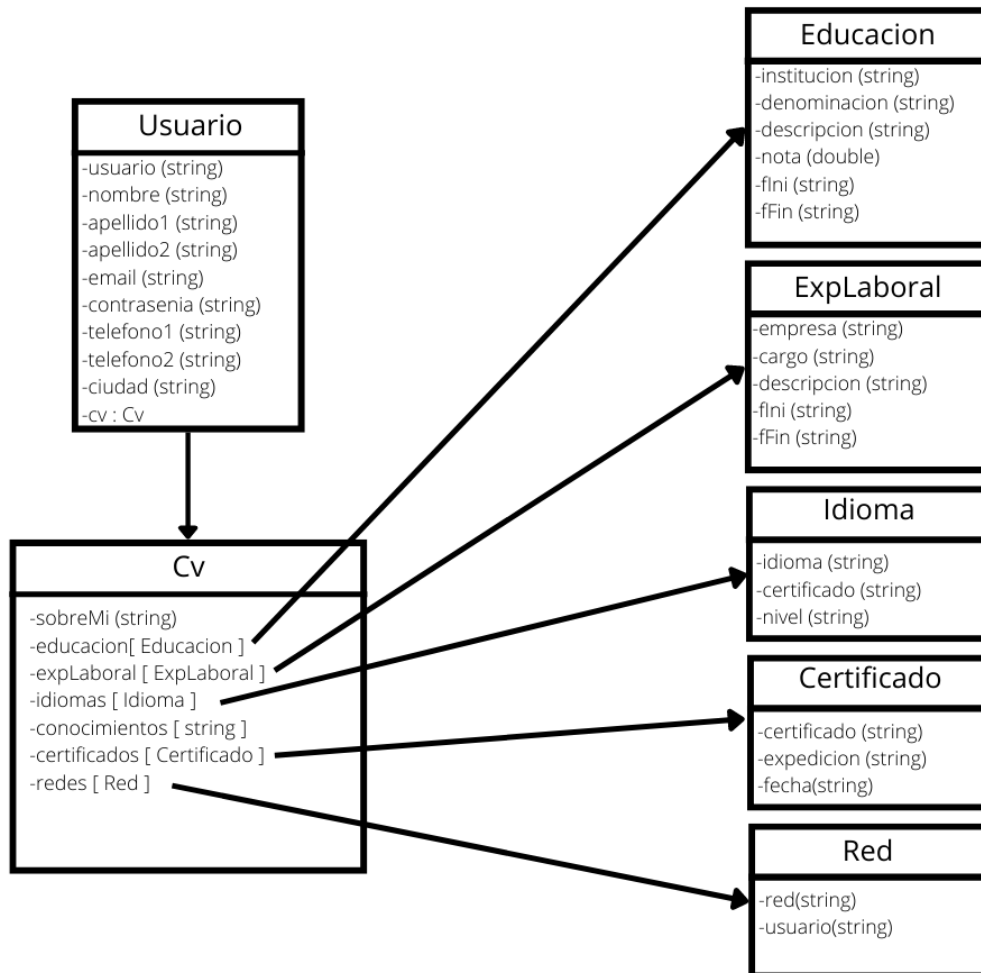 Usuario
-usuario (string)
-nombre (string)
-apellido1 (string)
-apellido2 (string)
-email (string)
-contrasenia (string)
-telefono1 (string)
-telefono2 (string)
-ciudad (string)
-cv : Cv
Cv
-sobreMi (string)
-educacion[ Educacion ]
-expLaboral [ ExpLaboral ]
-idiomas [ Idioma ]
-conocimientos [ string ]
-certificados [ Certificado ]
-redes [ Red ]
Educacion
-institucion (string)
-denominacion (string)
-descripcion (string)
-nota (double)
-fIni (string)
-fFin (string)
ExpLaboral
-empresa (string)
-cargo (string)
-descripcion (string)
-fIni (string)
-fFin (string)
Idioma
-idioma (string)
-certificado (string)
-nivel (string)
Certificado
-certificado (string)
-expedicion (string)
-fecha(string)
Red
-red(string)
-usuario(string)